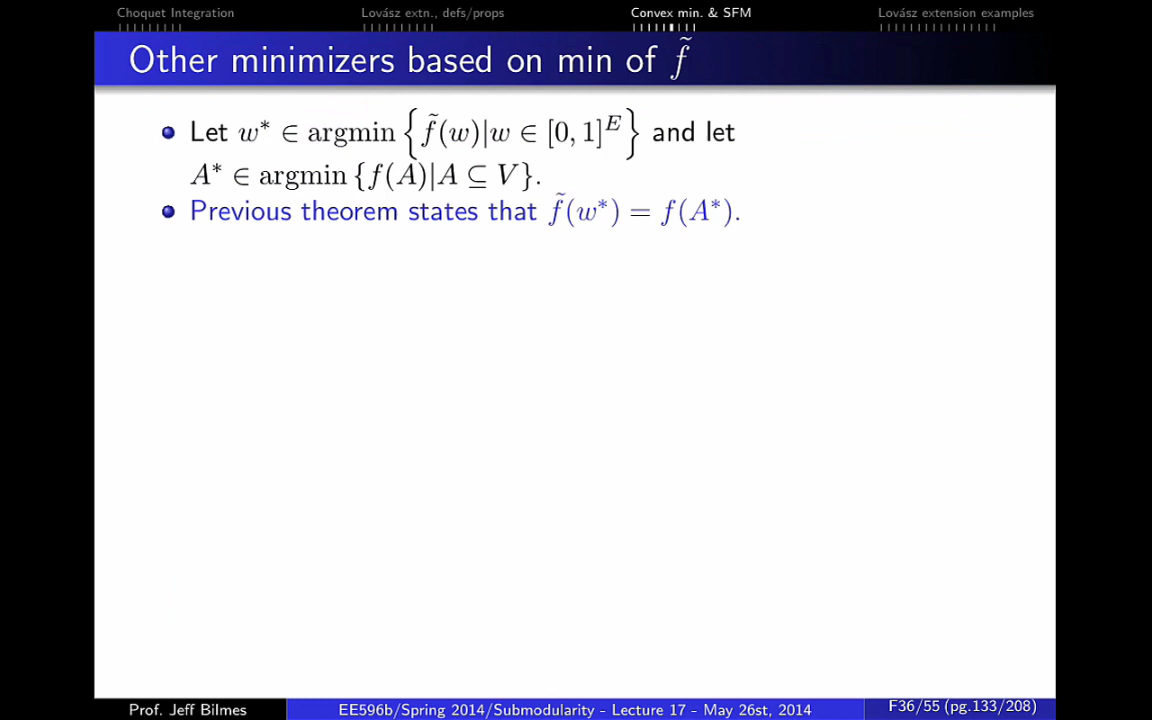 Choquet Integration Lovász extn., defs/props Convex min. & SFM Lovász extension examples
Other minimizers based on min of f̃
Let w* ∈ argmin { f̃(w)|w ∈ [0, 1]^E } and let
A* ∈ argmin {f(A)|A ⊆ V}.
Previous theorem states that f̃(w*) = f(A*).
Prof. Jeff Bilmes EE596b/Spring 2014/Submodularity - Lecture 17 - May 26st, 2014 F36/55 (pg.133/208)